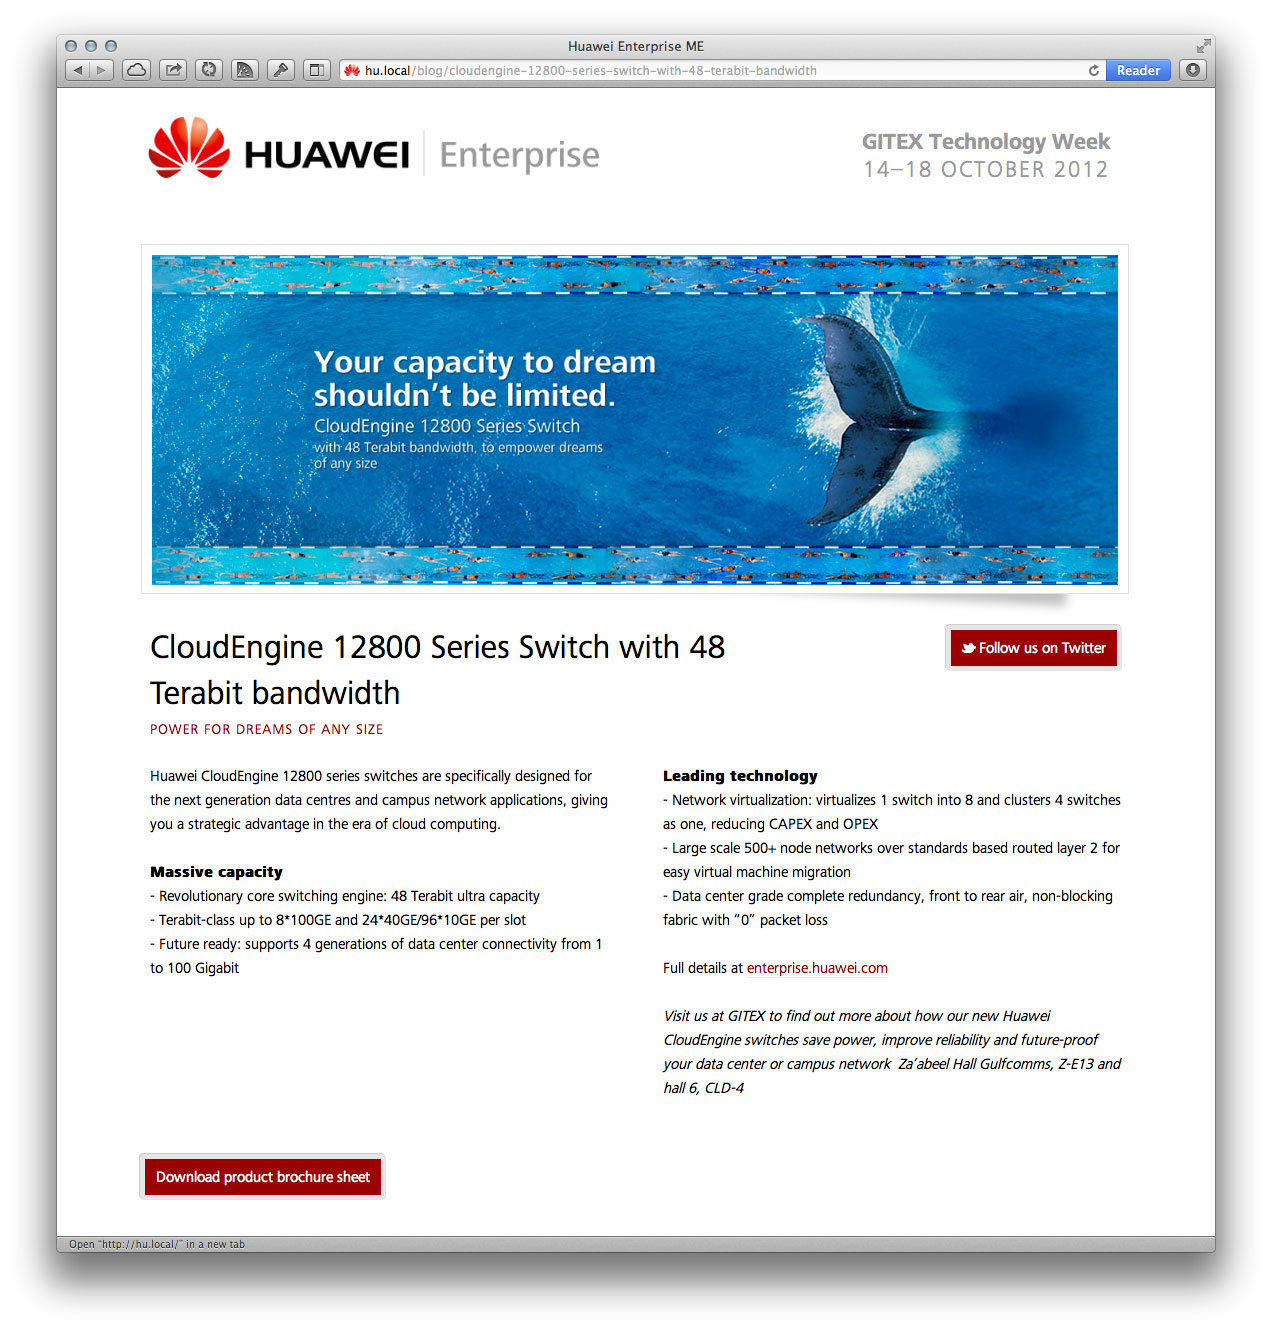 Huawei Enterprise ME
hu.local/blog/cloudengine-12800-series-switch-with-48-terabit-bandwidth
Reader
HUAWEI Enterprise
GITEX Technology Week
14–18 OCTOBER 2012
Your capacity to dream
shouldn't be limited.
CloudEngine 12800 Series Switch
with 48 Terabit bandwidth, to empower dreams
of any size
CloudEngine 12800 Series Switch with 48
Terabit bandwidth
POWER FOR DREAMS OF ANY SIZE
Follow us on Twitter
Huawei CloudEngine 12800 series switches are specifically designed for
the next generation data centres and campus network applications, giving
you a strategic advantage in the era of cloud computing.
Massive capacity
- Revolutionary core switching engine: 48 Terabit ultra capacity
- Terabit-class up to 8*100GE and 24*40GE/96*10GE per slot
- Future ready: supports 4 generations of data center connectivity from 1
to 100 Gigabit
Leading technology
- Network virtualization: virtualizes 1 switch into 8 and clusters 4 switches
as one, reducing CAPEX and OPEX
- Large scale 500+ node networks over standards based routed layer 2 for
easy virtual machine migration
- Data center grade complete redundancy, front to rear air, non-blocking
fabric with “0” packet loss
Full details at enterprise.huawei.com
Visit us at GITEX to find out more about how our new Huawei
CloudEngine switches save power, improve reliability and future-proof
your data center or campus network  Za’abeel Hall Gulfcomms, Z-E13 and
hall 6, CLD-4
Download product brochure sheet
Open “http://hu.local/” in a new tab